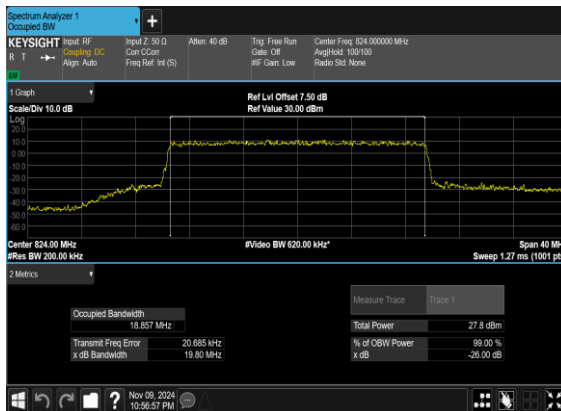 Spectrum Analyzer 1
Occupied BW
KEYSIGHT
R T
Input: RF
Coupling: DC
Align: Auto
Input Z: 50 Ω
Corr CCorr
Freq Ref: Int (S)
Atten: 40 dB
Trig: Free Run
Gate: Off
#IF Gain: Low
Center Freq: 824.000000 MHz
Avg|Hold: 100/100
Radio Std: None
1 Graph
Scale/Div 10.0 dB
Ref Lvl Offset 7.50 dB
Ref Value 30.00 dBm
Log
20.0
10.0
0.00
-10.0
-20.0
-30.0
-40.0
-50.0
-60.0
Center 824.00 MHz
#Res BW 200.00 kHz
#Video BW 620.00 kHz*
Span 40 MH
Sweep 1.27 ms (1001 pt
2 Metrics
Measure Trace Trace 1
Occupied Bandwidth
18.857 MHz
Total Power 27.8 dBm
Transmit Freq Error 20.685 kHz
% of OBW Power 99.00 %
x dB Bandwidth 19.80 MHz
x dB -26.00 dB
?
Nov 09, 2024
10:56:57 PM